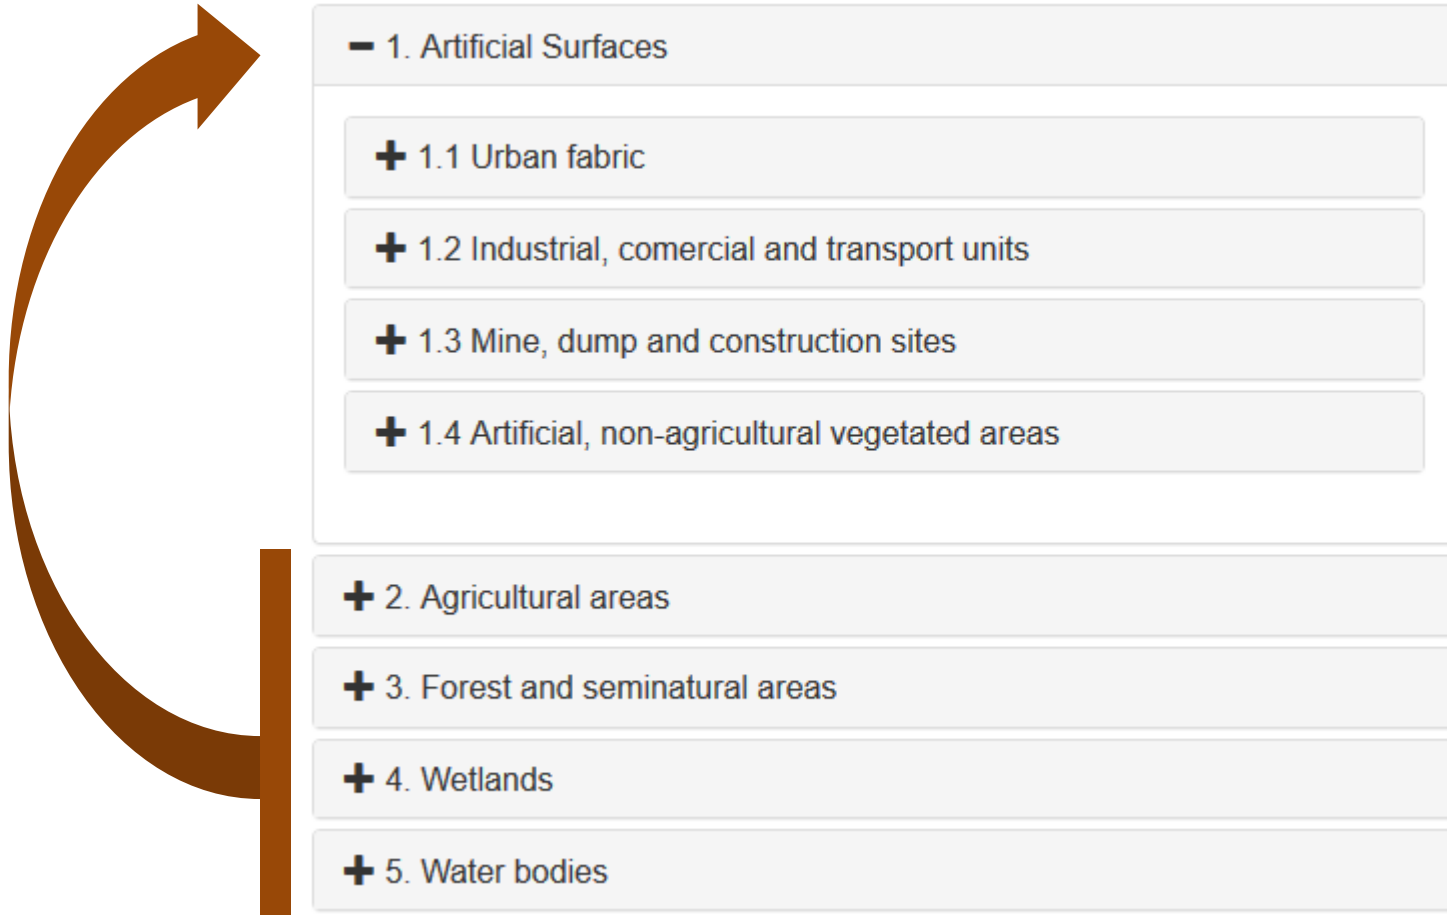 1. Artificial Surfaces
1.1 Urban fabric
1.2 Industrial, comercial and transport units
1.3 Mine, dump and construction sites
1.4 Artificial, non-agricultural vegetated areas
2. Agricultural areas
3. Forest and seminatural areas
4. Wetlands
5. Water bodies